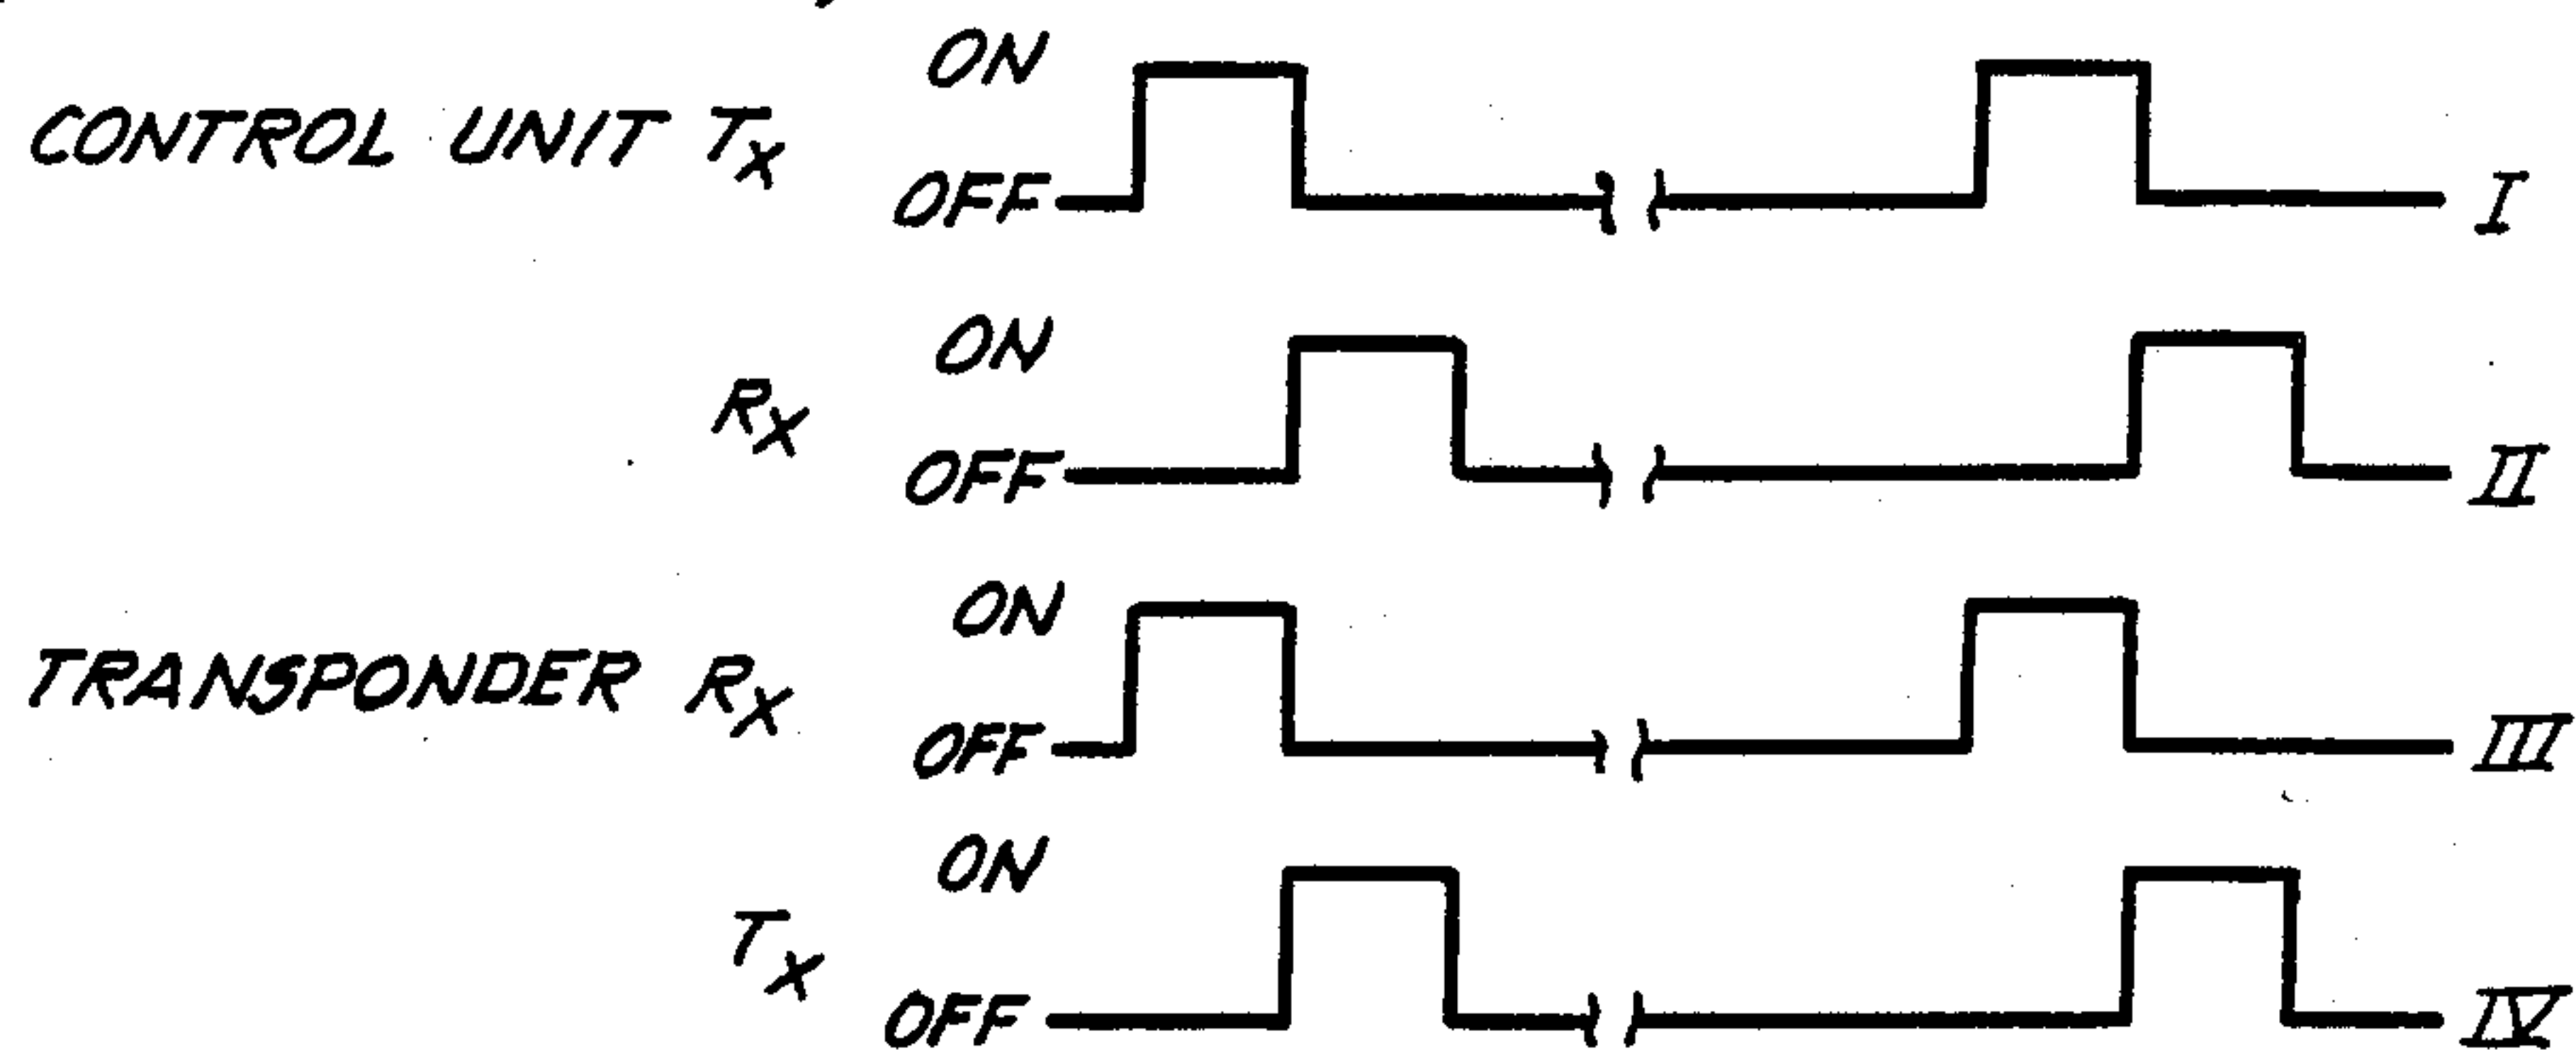 ON
CONTROL UNIT Tx
OFF
I
ON
Rx
OFF
II
ON
TRANSPONDER Rx
OFF
III
ON
Tx
OFF
IV